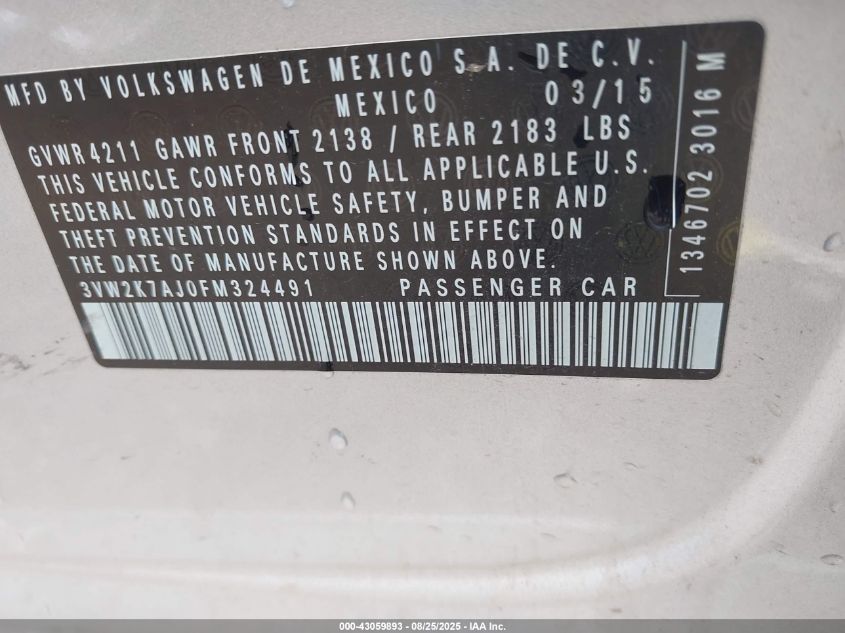 MFD BY VOLKSWAGEN DE MEXICO S.A. DE C.V.
MEXICO 03/15
GVWR 4211 GAWR FRONT 2138 / REAR 2183 LBS
THIS VEHICLE CONFORMS TO ALL APPLICABLE U.S.
FEDERAL MOTOR VEHICLE SAFETY, BUMPER AND
THEFT PREVENTION STANDARDS IN EFFECT ON
THE DATE OF MANUFACTURE SHOWN ABOVE.
3VW2K7AJ0FM324491 PASSENGER CAR
1346702 3016 M
000-43059893 - 08/25/2025 - IAA Inc.